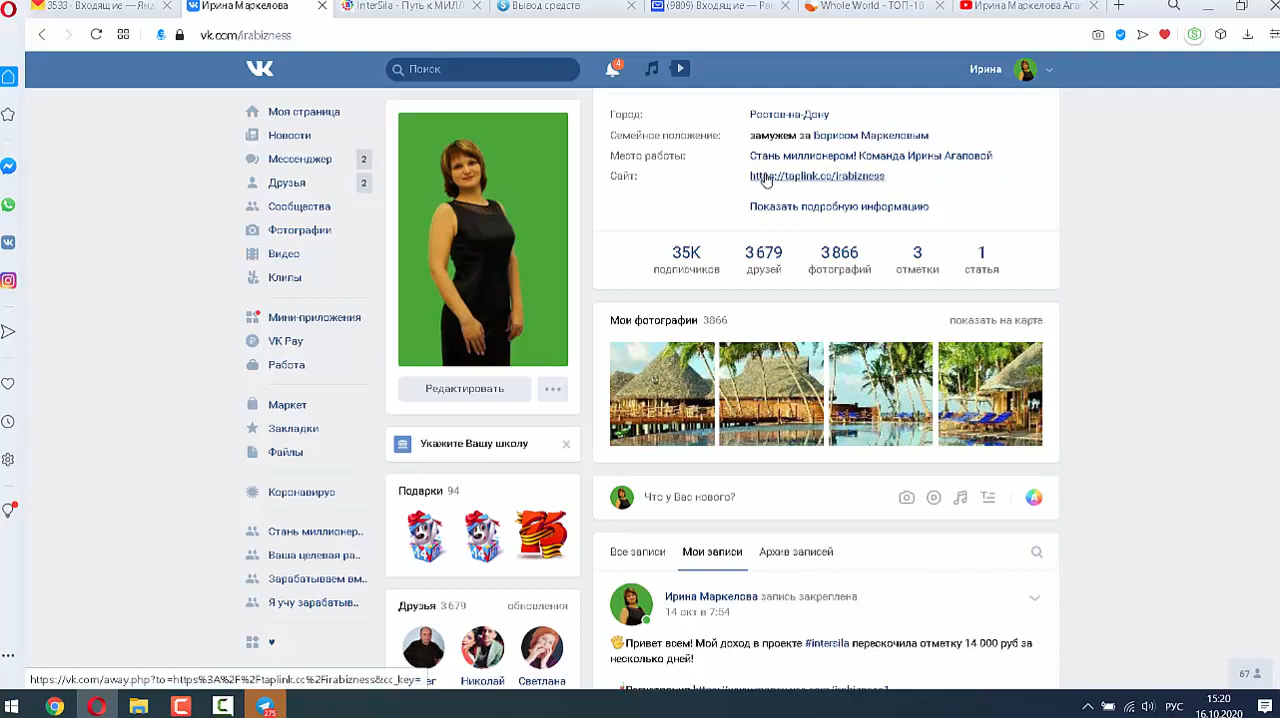 3533 - Входящие — Янд
Ирина Маркелова
InterSila - Путь к МИЛЛ
Вывод средств
(9809) Входящие — Ра
Whole World - ТОП-10
Ирина Маркелова Ага
vk.com/irabizness
Поиск
4
Ирина
Моя страница
Новости
Мессенджер 2
Друзья 2
Сообщества
Фотографии
Видео
Клипы
Мини-приложения
VK Pay
Работа
Маркет
Закладки
Файлы
Коронавирус
Стань миллионер..
Ваша целевая ра..
Зарабатываем вм..
Я учу зарабатыв..
♥
Редактировать
Укажите Вашу школу
Подарки 94
Друзья 3 679 обновления
Николай Светлана
Город: Ростов-на-Дону
Семейное положение: замужем за Борисом Маркеловым
Место работы: Стань миллионером! Команда Ирины Агаповой
Сайт: https://taplink.cc/irabizness
Показать подробную информацию
35K 3 679 3 866 3 1
подписчиков друзей фотографий отметки статья
Мои фотографии 3866 показать на карте
Что у Вас нового?
Все записи Мои записи Архив записей
Ирина Маркелова запись закреплена
14 окт в 7:54
🖐Привет всем! Мой доход в проекте #intersila перескочила отметку 14 000 руб за
несколько дней!
67
https://vk.com/away.php?to=https%3A%2F%2Ftaplink.cc%2Firabizness&cc_key=
275
РУС
15:20
16.10.2020